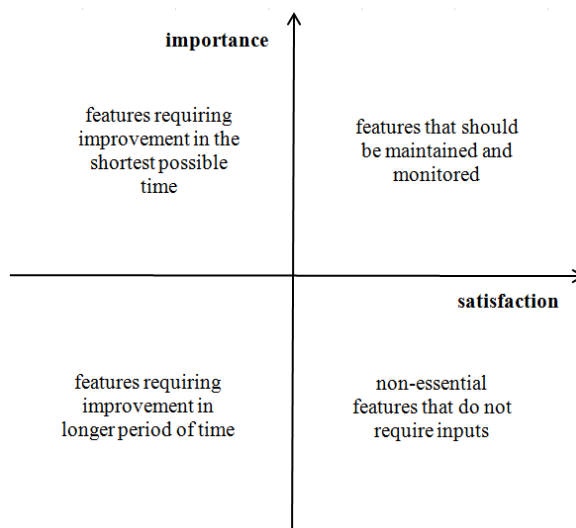 importance
features requiring
improvement in the
shortest possible
time
features that should
be maintained and
monitored
satisfaction
features requiring
improvement in
longer period of time
non-essential
features that do not
require inputs